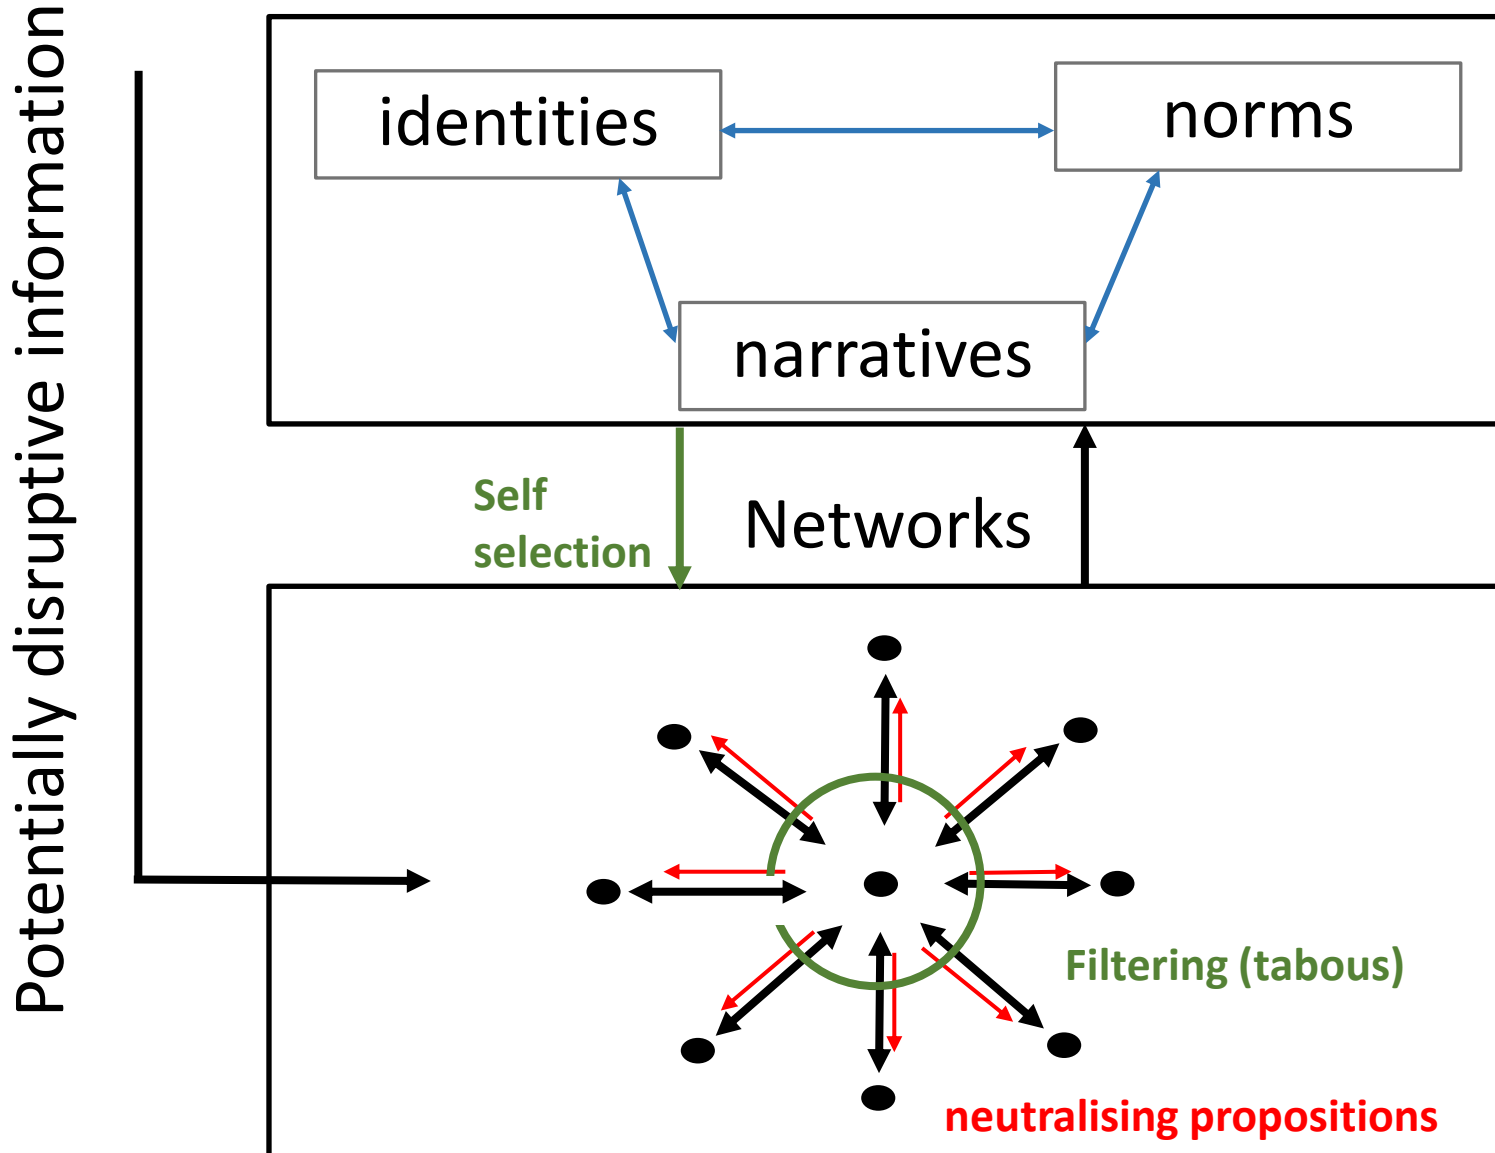 Potentially disruptive information
identities
norms
narratives
Self
selection
Networks
Filtering (tabous)
neutralising propositions